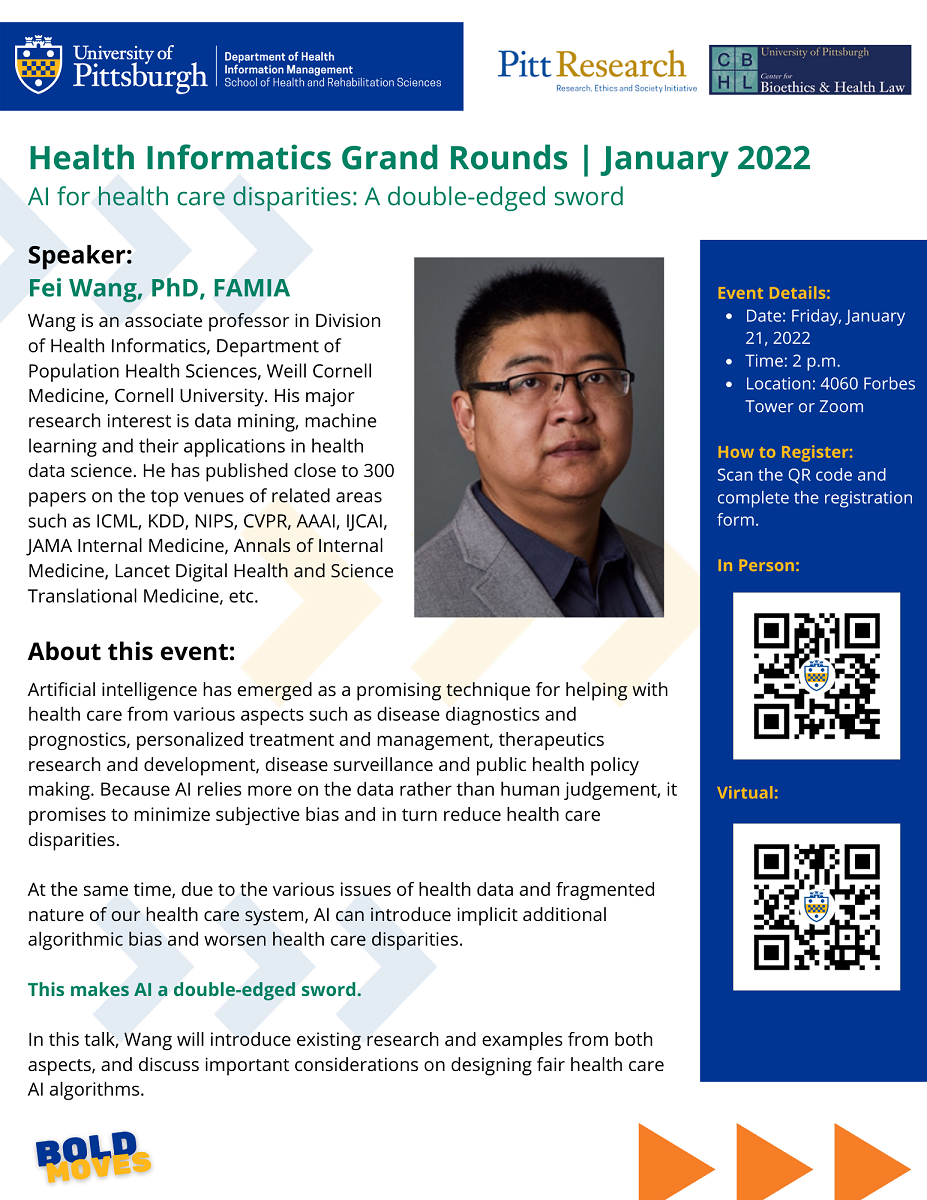 University of
Pittsburgh
Department of Health
Information Management
School of Health and Rehabilitation Sciences
Pitt Research
Research, Ethics and Society Initiative
C B
H L
University of Pittsburgh
Center for
Bioethics & Health Law
Health Informatics Grand Rounds | January 2022
AI for health care disparities: A double-edged sword
Speaker:
Fei Wang, PhD, FAMIA
Wang is an associate professor in Division
of Health Informatics, Department of
Population Health Sciences, Weill Cornell
Medicine, Cornell University. His major
research interest is data mining, machine
learning and their applications in health
data science. He has published close to 300
papers on the top venues of related areas
such as ICML, KDD, NIPS, CVPR, AAAI, IJCAI,
JAMA Internal Medicine, Annals of Internal
Medicine, Lancet Digital Health and Science
Translational Medicine, etc.
About this event:
Artificial intelligence has emerged as a promising technique for helping with
health care from various aspects such as disease diagnostics and
prognostics, personalized treatment and management, therapeutics
research and development, disease surveillance and public health policy
making. Because AI relies more on the data rather than human judgement, it
promises to minimize subjective bias and in turn reduce health care
disparities.
At the same time, due to the various issues of health data and fragmented
nature of our health care system, AI can introduce implicit additional
algorithmic bias and worsen health care disparities.
This makes AI a double-edged sword.
In this talk, Wang will introduce existing research and examples from both
aspects, and discuss important considerations on designing fair health care
AI algorithms.
Event Details:
• Date: Friday, January
21, 2022
• Time: 2 p.m.
• Location: 4060 Forbes
Tower or Zoom
How to Register:
Scan the QR code and
complete the registration
form.
In Person:
Virtual:
BOLD
MOVES